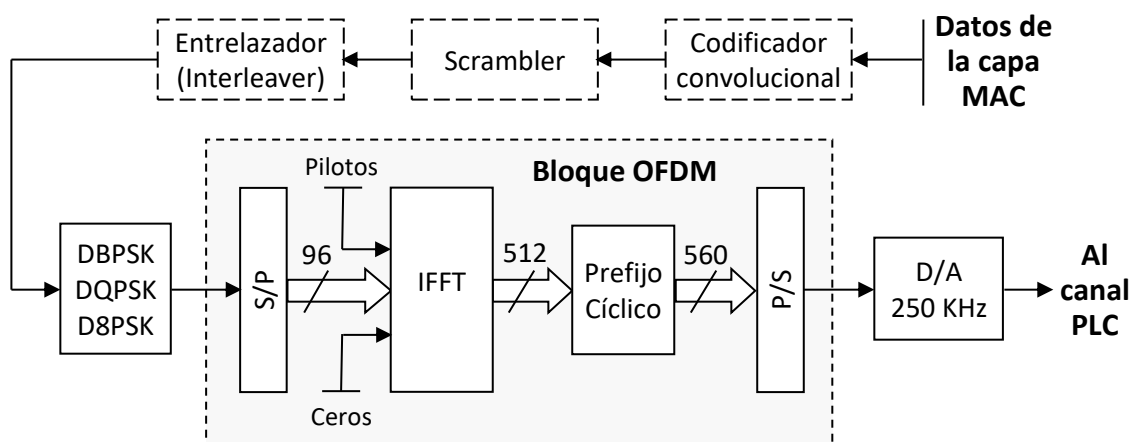 Datos de
la capa
MAC
Codificador
convolucional
Scrambler
Entrelazador
(Interleaver)
DBPSK
DQPSK
D8PSK
Bloque OFDM
S/P
96
Pilotos
Ceros
IFFT
512
Prefijo
Cíclico
560
P/S
D/A
250 KHz
Al
canal
PLC